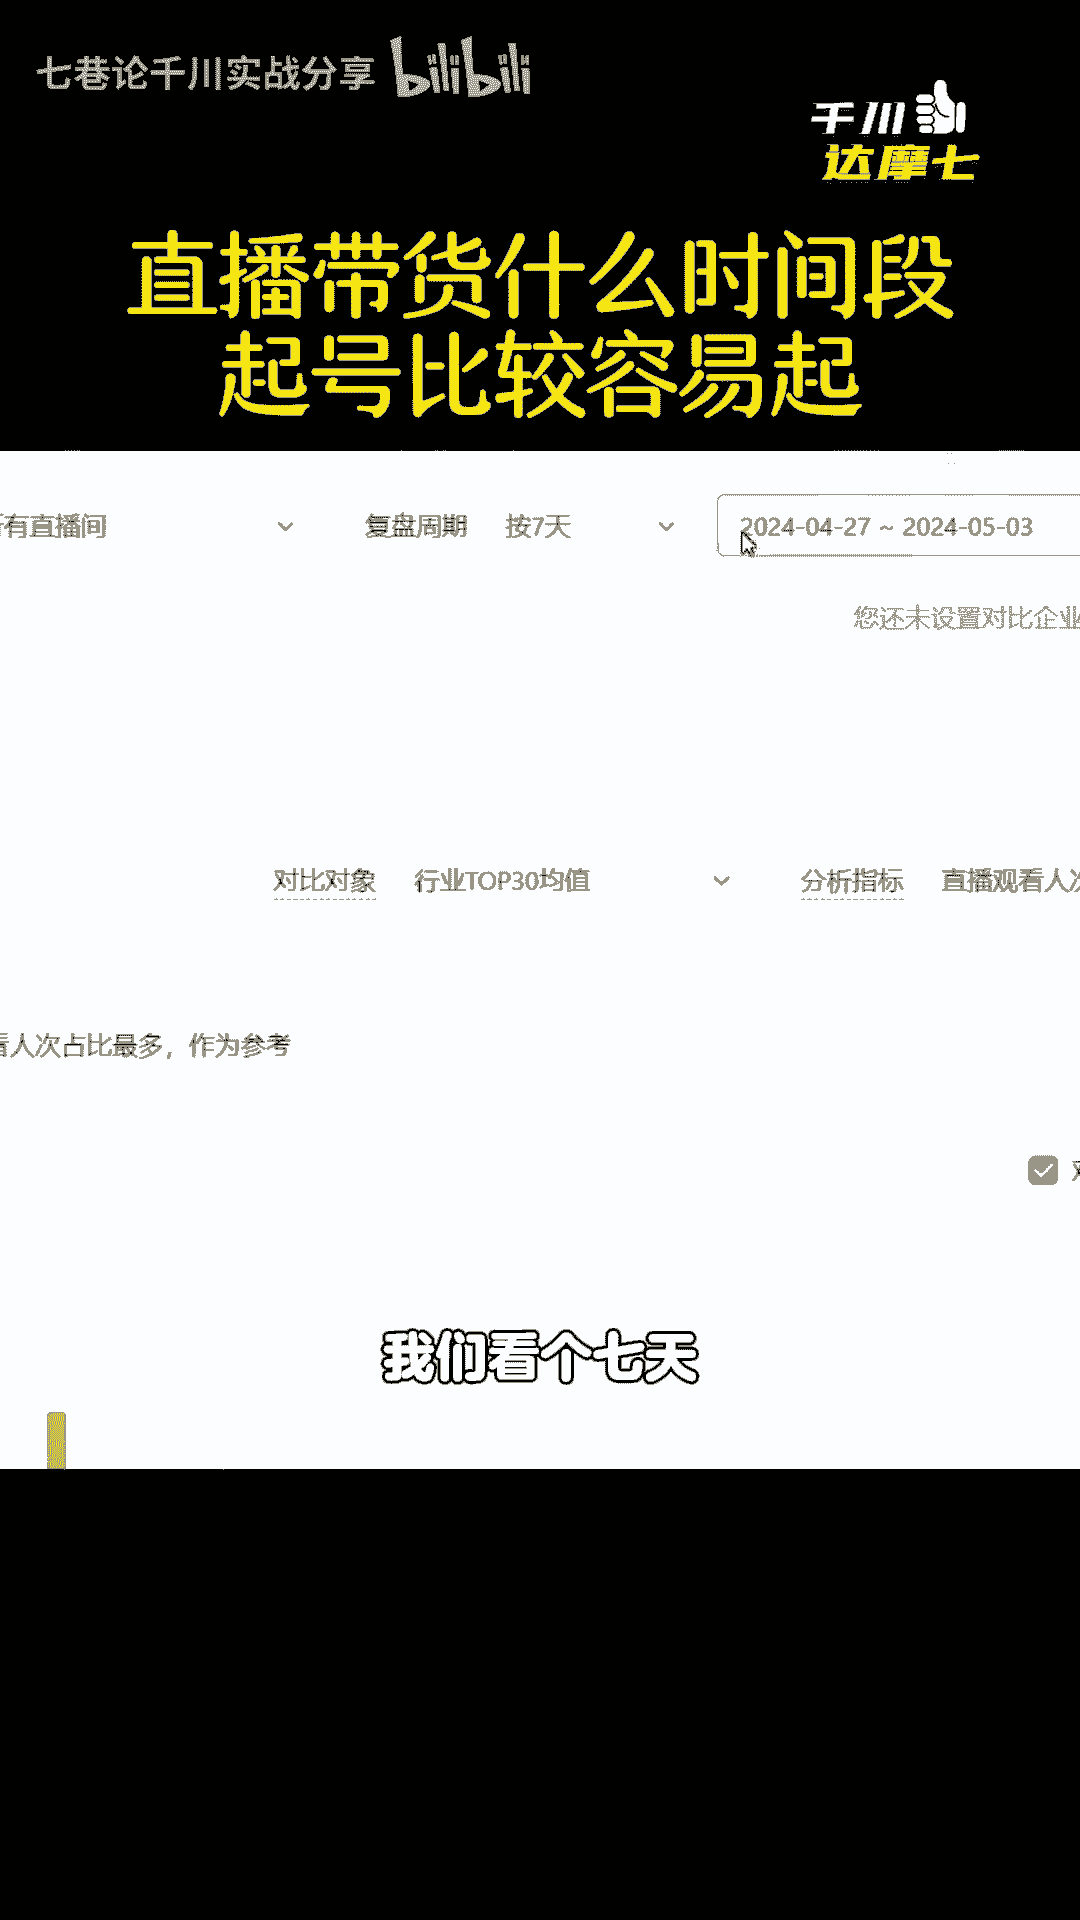 七巷论千川实战分享 bilibili
千川
达摩七
直播带货什么时间段
起号比较容易起
有直播间 复盘周期 按7天 2024-04-27 ~ 2024-05-03
您还未设置对比企业
对比对象 行业TOP30均值 分析指标 直播观看人次
看人次占比最多，作为参考
我们看个七天